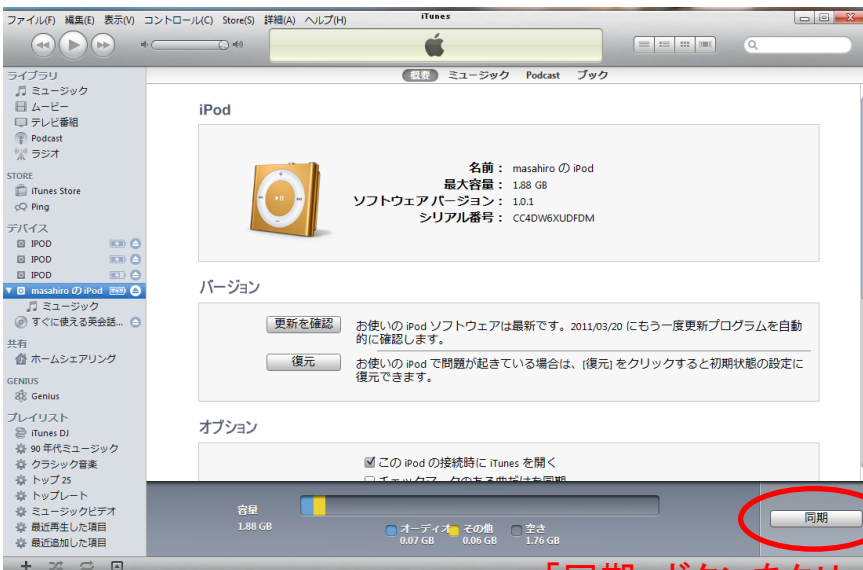 ファイル(F) 編集(E) 表示(V) コントロール(C) Store(S) 詳細(A) ヘルプ(H)
iTunes
概要 ミュージック Podcast ブック
ライブラリ
ミュージック
ムービー
テレビ番組
Podcast
ラジオ
STORE
iTunes Store
Ping
デバイス
IPOD
IPOD
IPOD
masahiro の iPod
ミュージック
すぐに使える英会話...
共有
ホームシェアリング
GENIUS
Genius
プレイリスト
iTunes DJ
90 年代ミュージック
クラシック音楽
トップ 25
トップレート
ミュージックビデオ
最近再生した項目
最近追加した項目
iPod
名前： masahiro の iPod
最大容量： 1.88 GB
ソフトウェア バージョン： 1.0.1
シリアル番号： CC4DW6XUDFDM
バージョン
更新を確認
お使いの iPod ソフトウェアは最新です。2011/03/20 にもう一度更新プログラムを自動
的に確認します。
復元
お使いの iPod で問題が起きている場合は、[復元] をクリックすると初期状態の設定に
復元できます。
オプション
この iPod の接続時に iTunes を開く
チェックマークのある曲だけを同期
容量
1.88 GB
オーディオ その他 空き
0.07 GB 0.06 GB 1.76 GB
同期